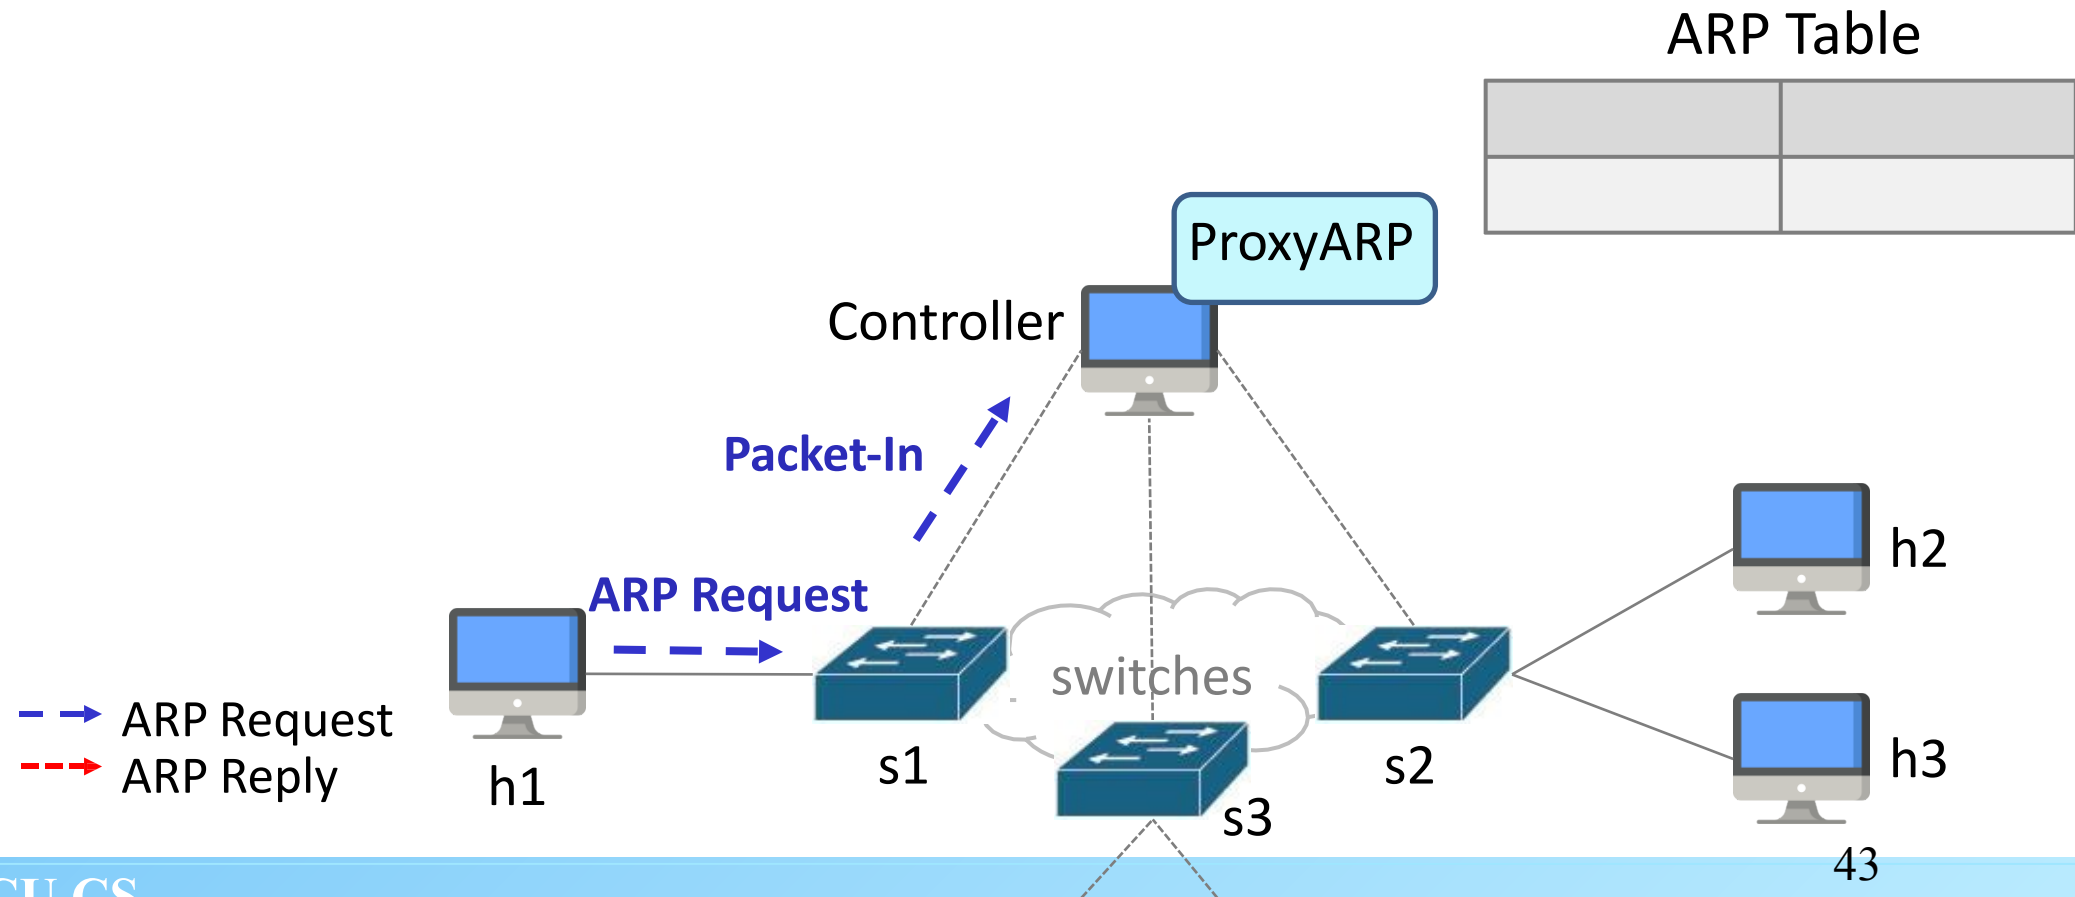 ARP Table
ProxyARP
Controller
Packet-In
ARP Request
h2
switches
ARP Request
ARP Reply
h1
s1
s2
h3
s3
43
CS